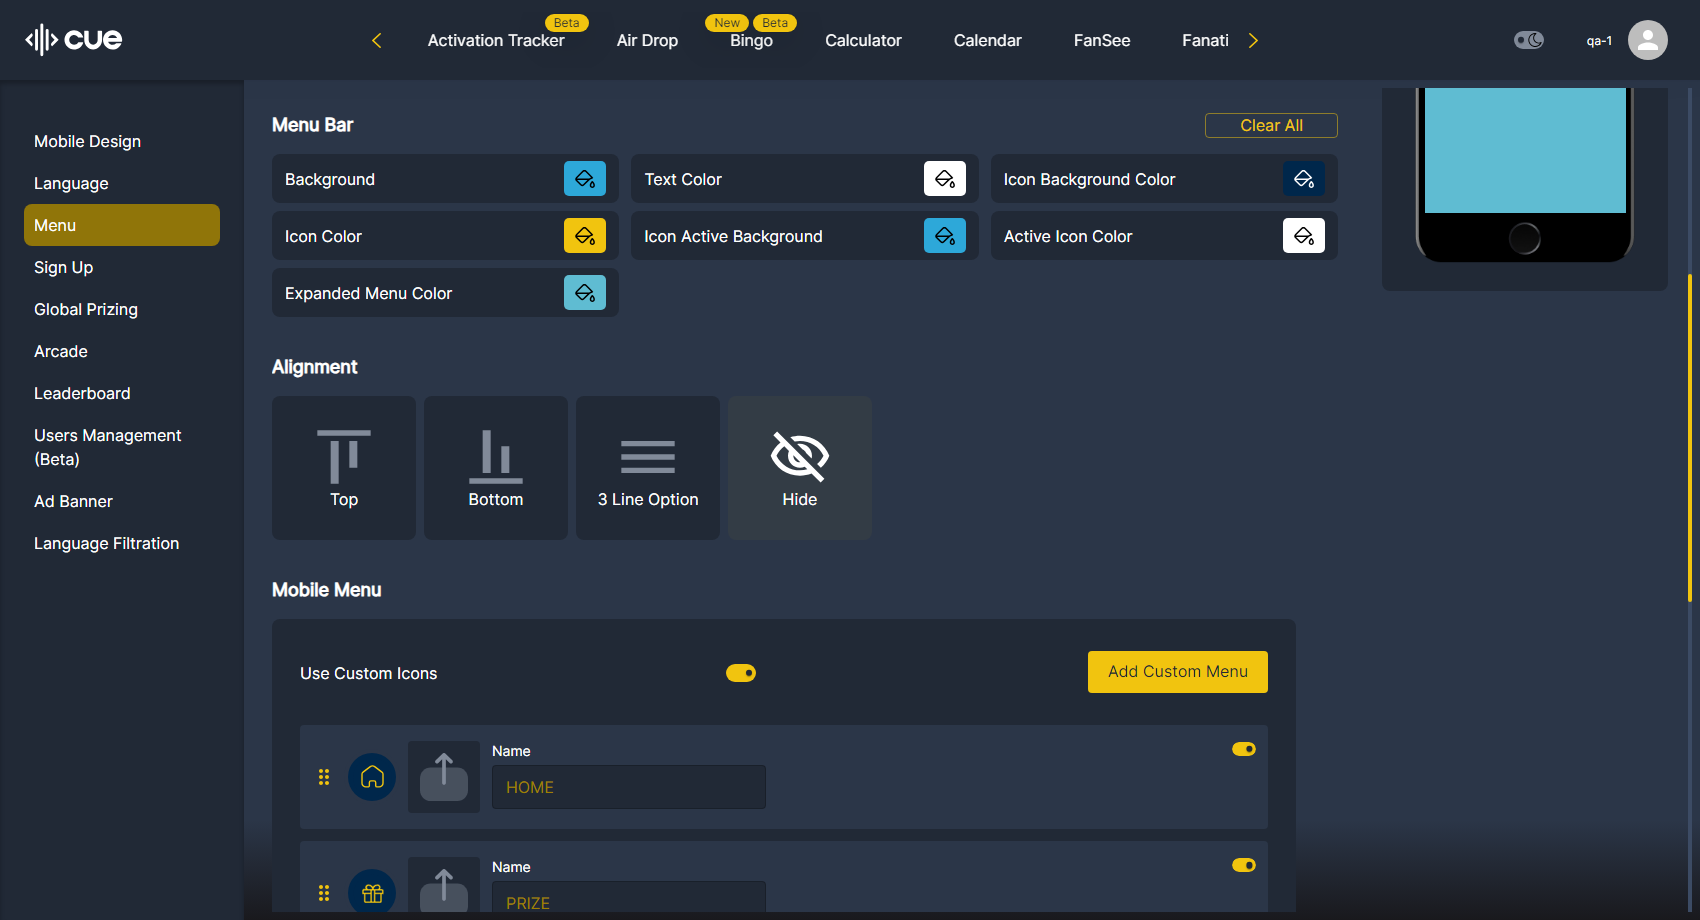 cue
Beta
New
Beta
Activation Tracker
Air Drop
Bingo
Calculator
Calendar
FanSee
Fanati
qa-1
Mobile Design
Language
Menu
Sign Up
Global Prizing
Arcade
Leaderboard
Users Management
(Beta)
Ad Banner
Language Filtration
Menu Bar
Clear All
Background
Text Color
Icon Background Color
Icon Color
Icon Active Background
Active Icon Color
Expanded Menu Color
Alignment
Top
Bottom
3 Line Option
Hide
Mobile Menu
Use Custom Icons
Add Custom Menu
Name
HOME
Name
PRIZE